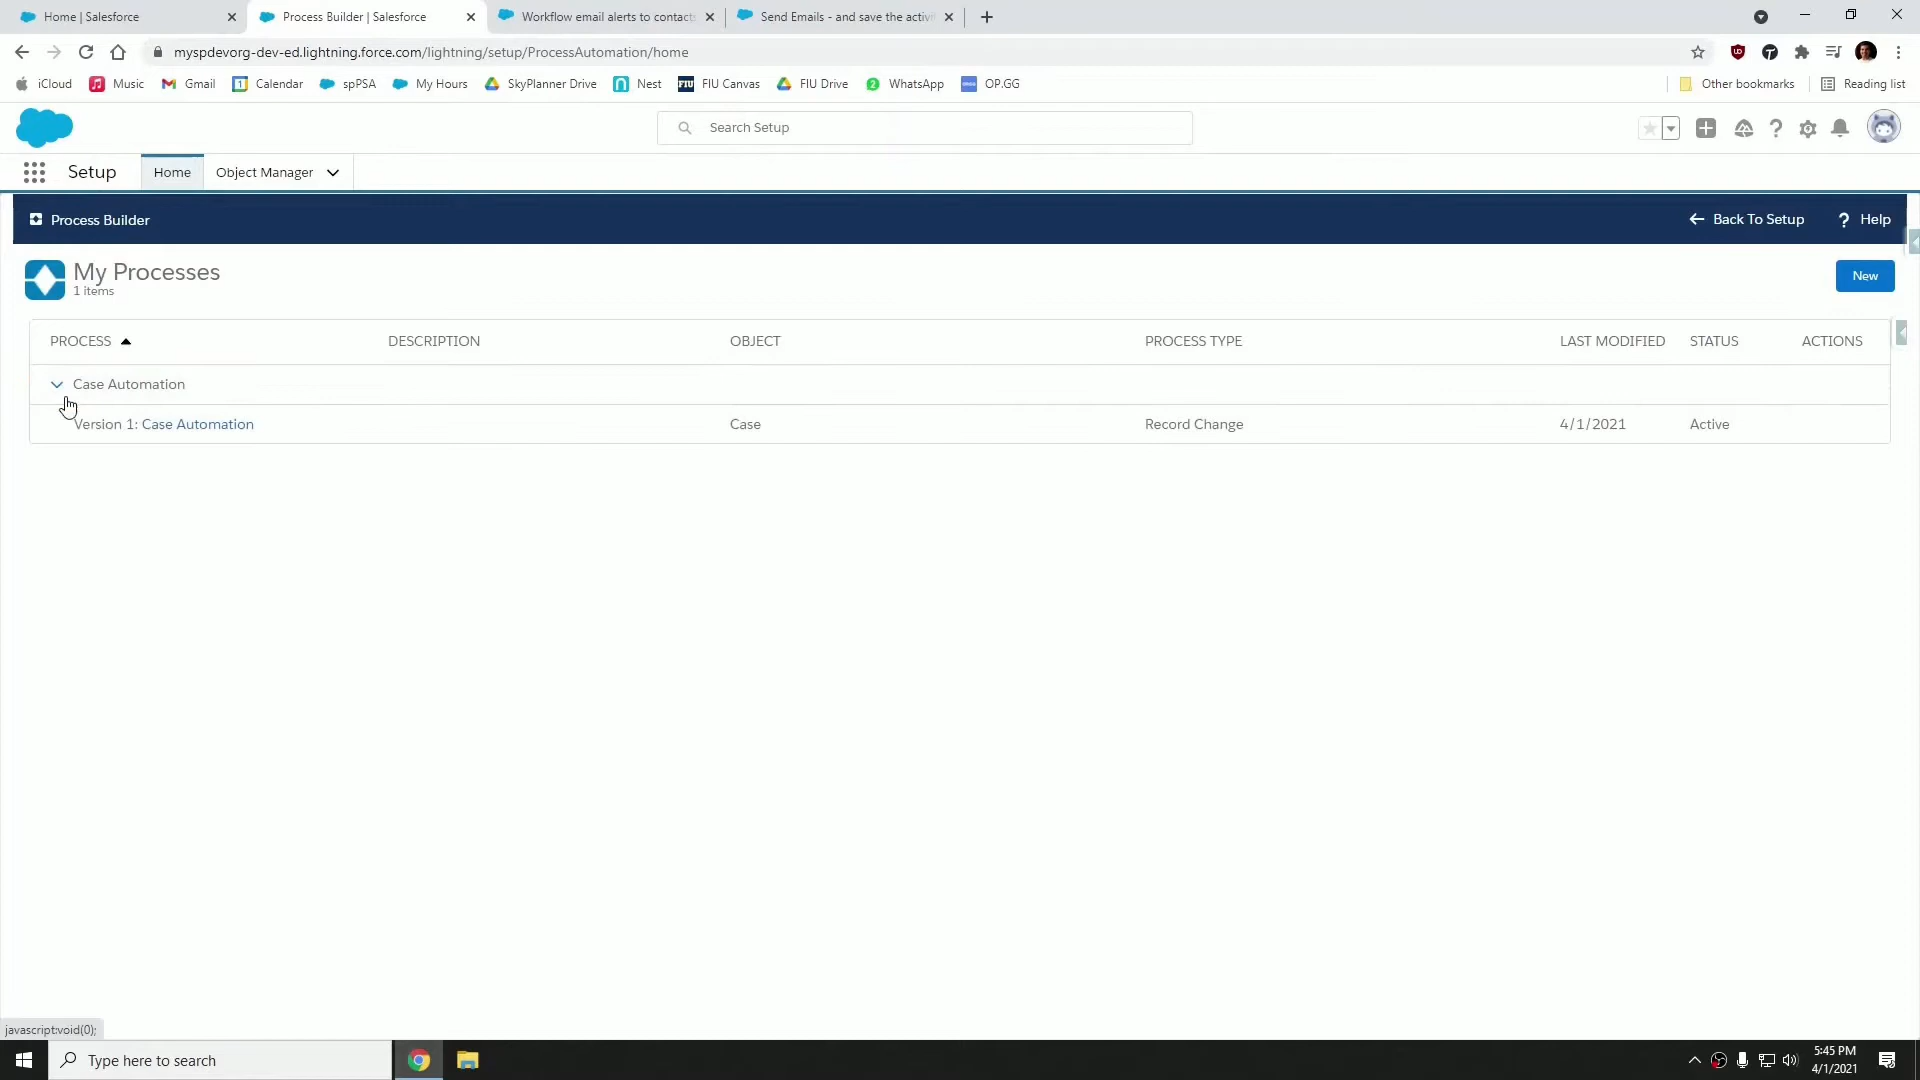 Home | Salesforce
Process Builder | Salesforce
Workflow email alerts to contacts
Send Emails - and save the activi
myspdevorg-dev-ed.lightning.force.com/lightning/setup/ProcessAutomation/home
iCloud
Music
Gmail
Calendar
spPSA
My Hours
SkyPlanner Drive
Nest
FIU
FIU Canvas
FIU Drive
WhatsApp
OP.GG
Other bookmarks
Reading list
Search Setup
Setup
Home
Object Manager
Process Builder
Back To Setup
? Help
My Processes
1 items
New
PROCESS
DESCRIPTION
OBJECT
PROCESS TYPE
LAST MODIFIED
STATUS
ACTIONS
Case Automation
Version 1: Case Automation
Case
Record Change
4/1/2021
Active
javascript:void(0);
Type here to search
5:45 PM
4/1/2021